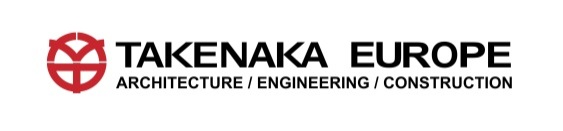 TAKENAKA EUROPE
ARCHITECTURE / ENGINEERING / CONSTRUCTION